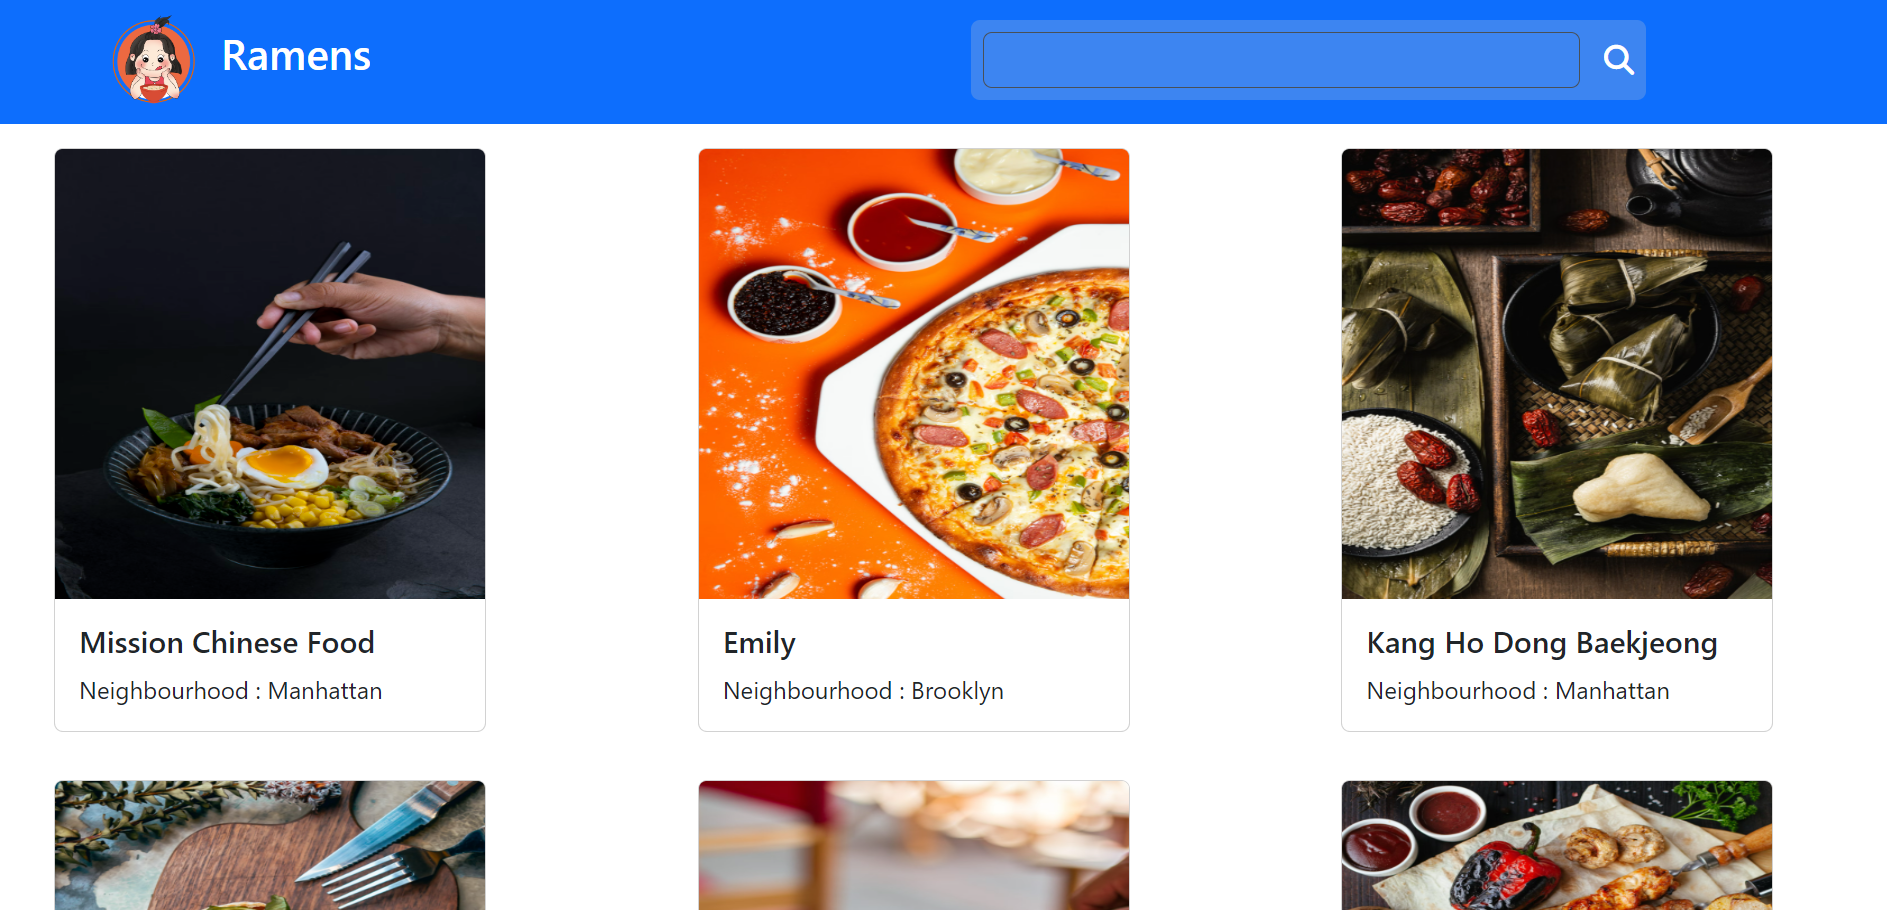 Ramens
Mission Chinese Food
Neighbourhood : Manhattan
Emily
Neighbourhood : Brooklyn
Kang Ho Dong Baekjeong
Neighbourhood : Manhattan